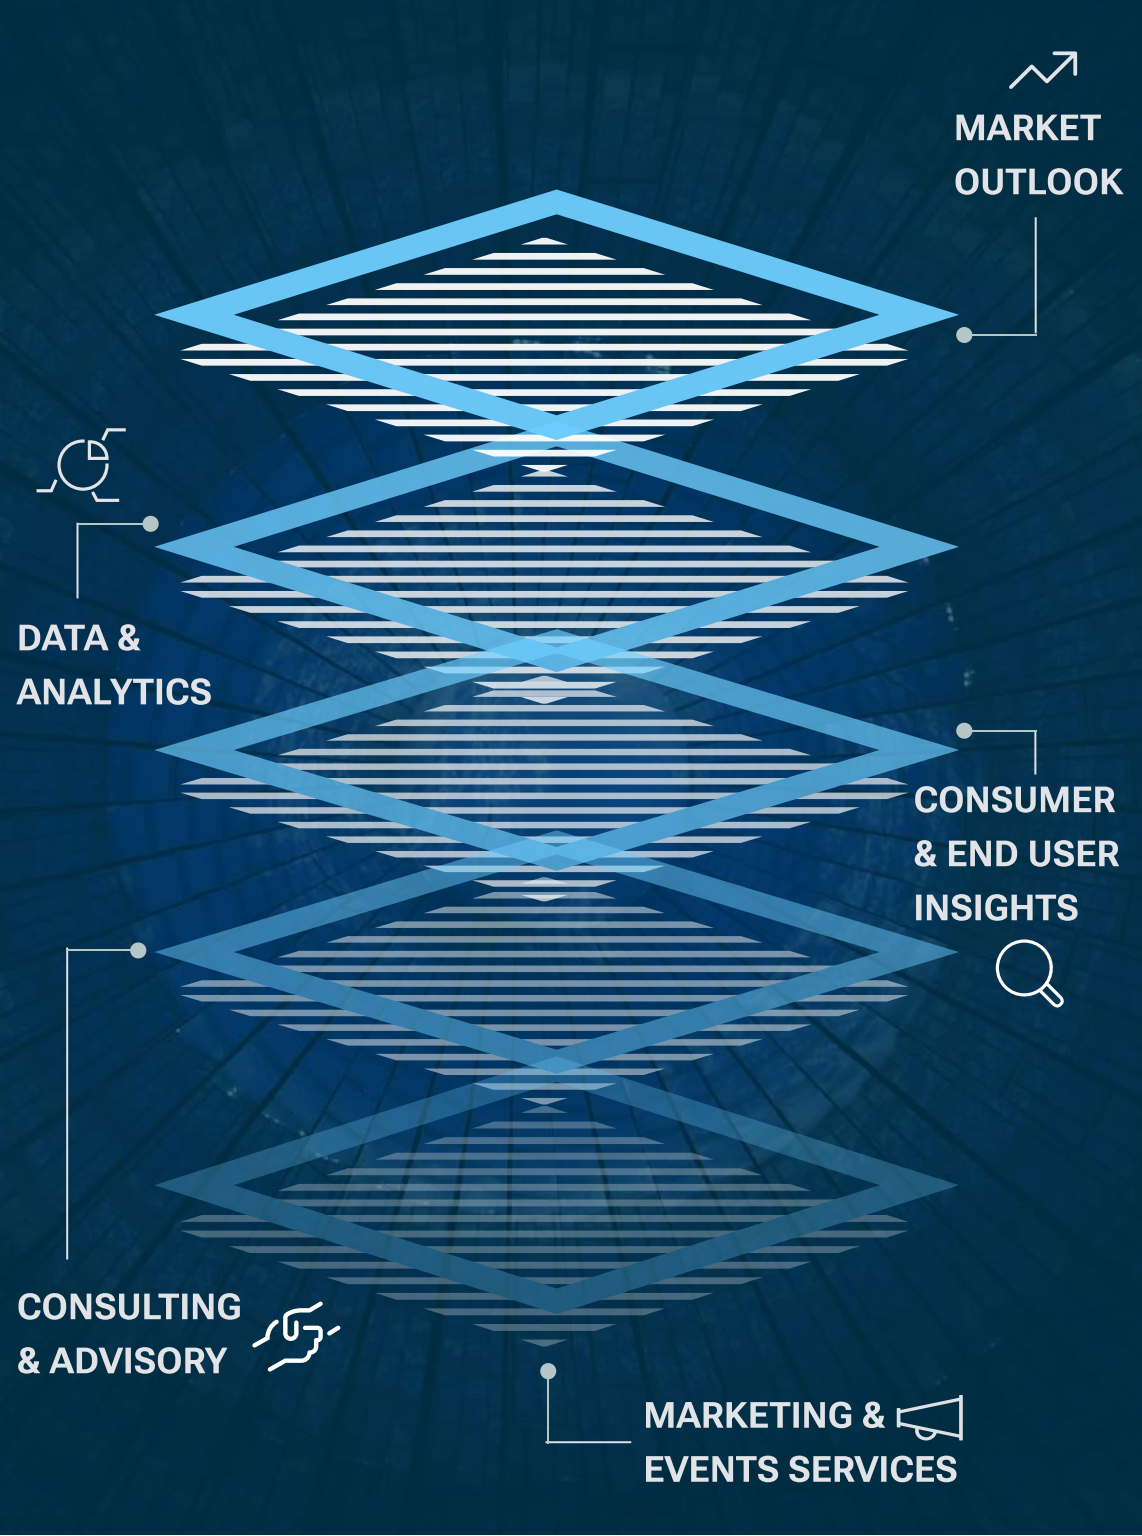 MARKET
OUTLOOK
DATA &
ANALYTICS
CONSUMER
& END USER
INSIGHTS
CONSULTING
& ADVISORY
MARKETING &
EVENTS SERVICES